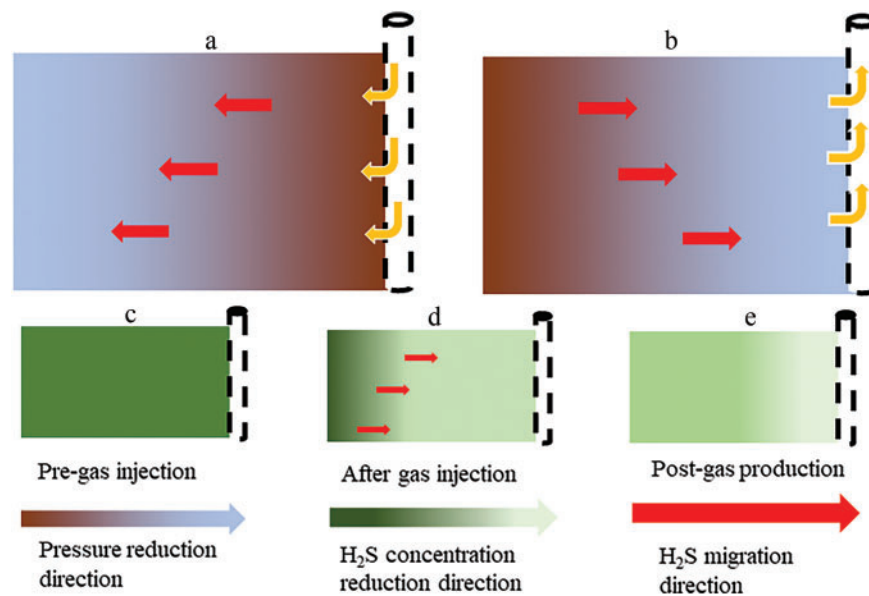 a
b
c
d
e
Pre-gas injection
After gas injection
Post-gas production
Pressure reduction
direction
H₂S concentration
reduction direction
H₂S migration
direction